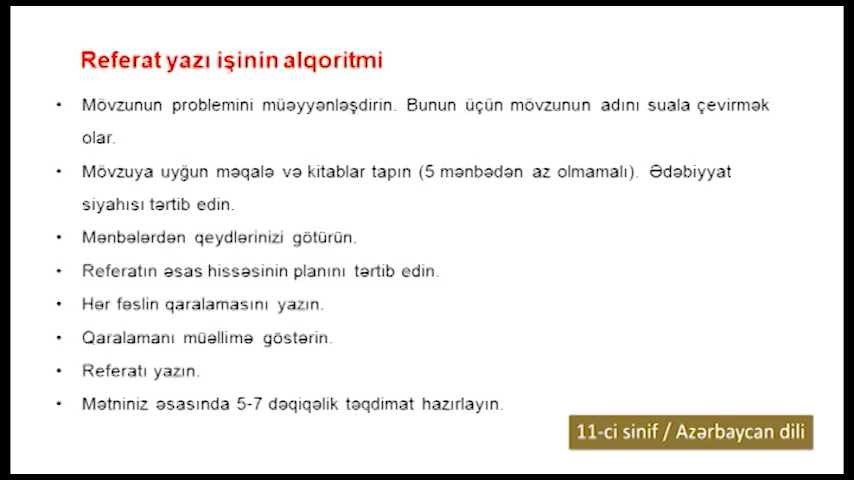 Referat yazı işinin alqoritmi
• Mövzunun problemini müəyyənləşdirin. Bunun üçün mövzunun adını suala çevirmək
olar.
• Mövzuya uyğun məqalə və kitablar tapın (5 mənbədən az olmamalı). Ədəbiyyat
siyahısı tərtib edin.
• Mənbələrdən qeydlərinizi götürün.
• Referatın əsas hissəsinin planını tərtib edin.
• Hər fəslin qaralamasını yazın.
• Qaralamanı müəllimə göstərin.
• Referatı yazın.
• Mətniniz əsasında 5-7 dəqiqəlik təqdimat hazırlayın.
11-ci sinif / Azərbaycan dili